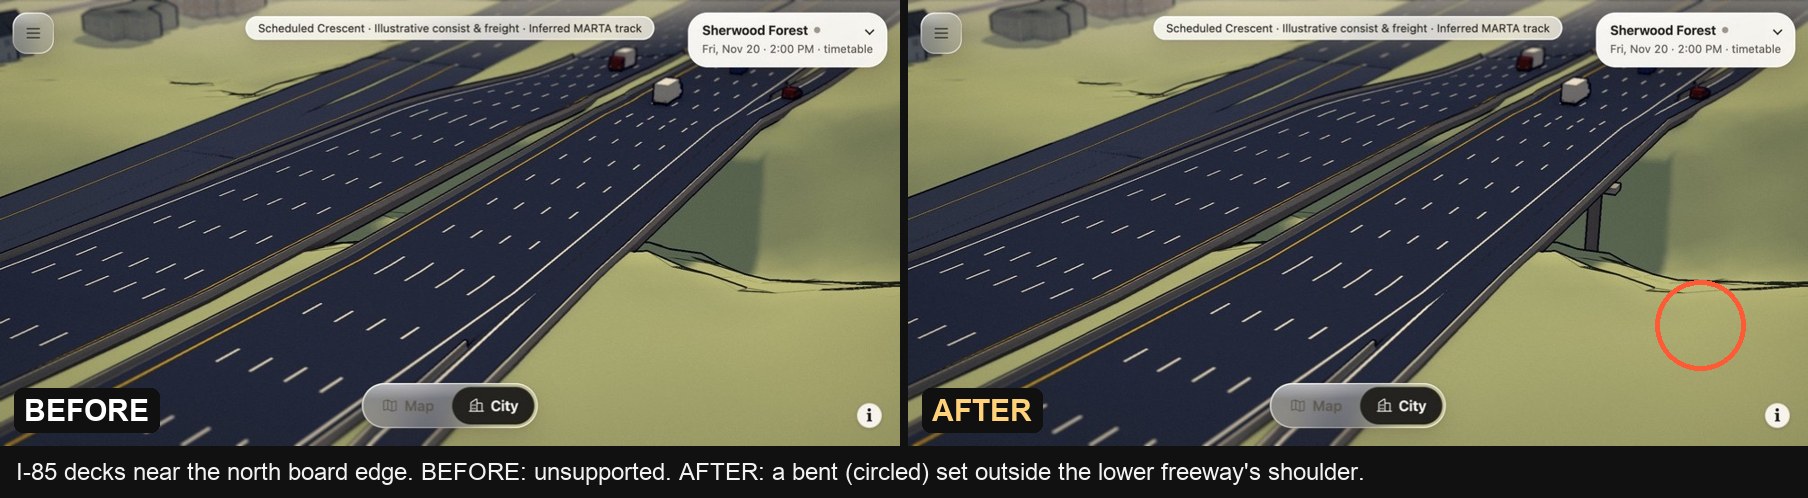 Scheduled Crescent · Illustrative consist & freight · Inferred MARTA track
Sherwood Forest
Fri, Nov 20 · 2:00 PM · timetable
Map
City
i
BEFORE
Scheduled Crescent · Illustrative consist & freight · Inferred MARTA track
Sherwood Forest
Fri, Nov 20 · 2:00 PM · timetable
Map
City
i
AFTER
I-85 decks near the north board edge. BEFORE: unsupported. AFTER: a bent (circled) set outside the lower freeway's shoulder.